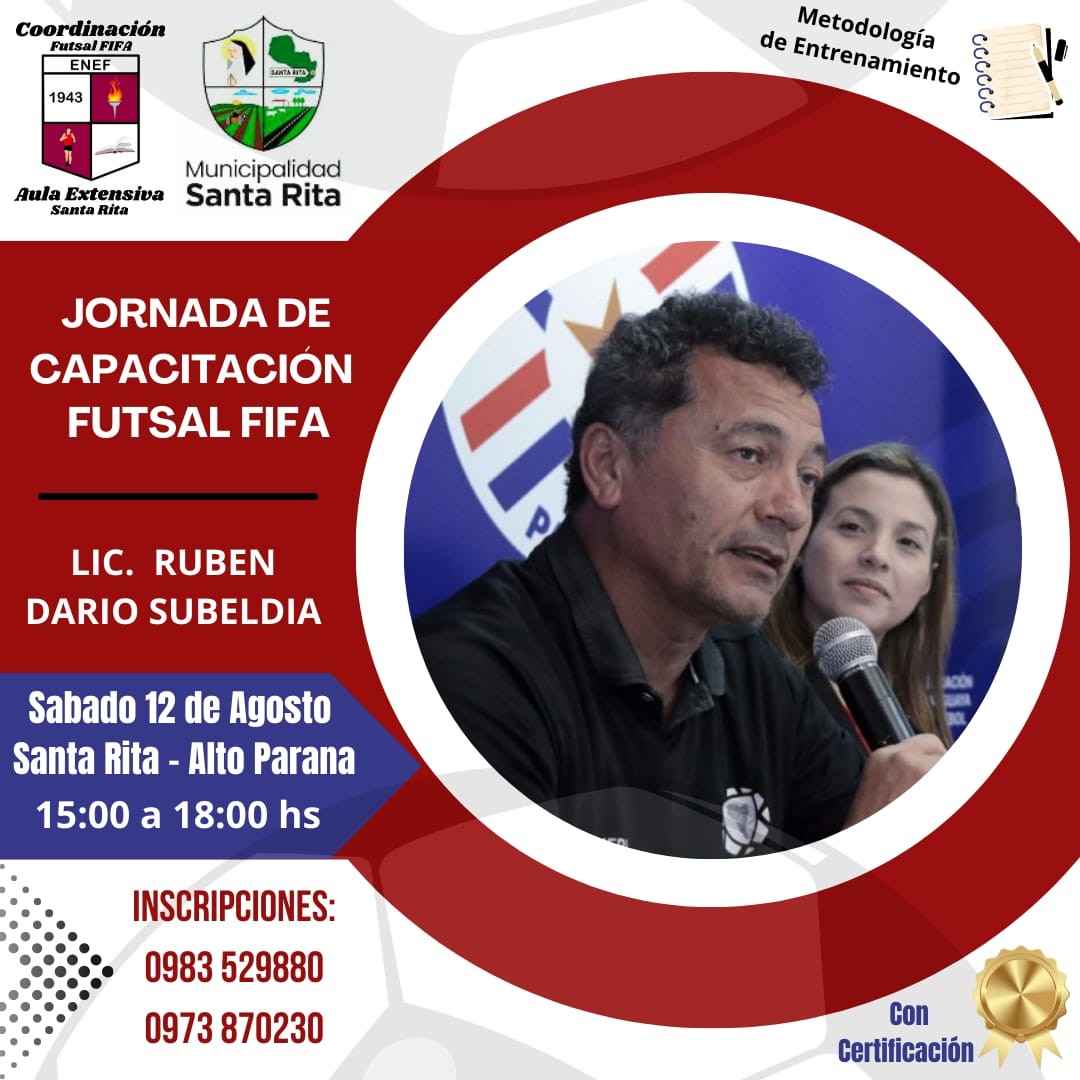 Coordinación
Futsal FIFA
ENEF
1943
Aula Extensiva
Santa Rita
SANTA RITA
Municipalidad
Santa Rita
Metodología
de Entrenamiento
JORNADA DE
CAPACITACIÓN
FUTSAL FIFA
LIC. RUBEN
DARIO SUBELDIA
Sabado 12 de Agosto
Santa Rita - Alto Parana
15:00 a 18:00 hs
INSCRIPCIONES:
0983 529880
0973 870230
Con
Certificación